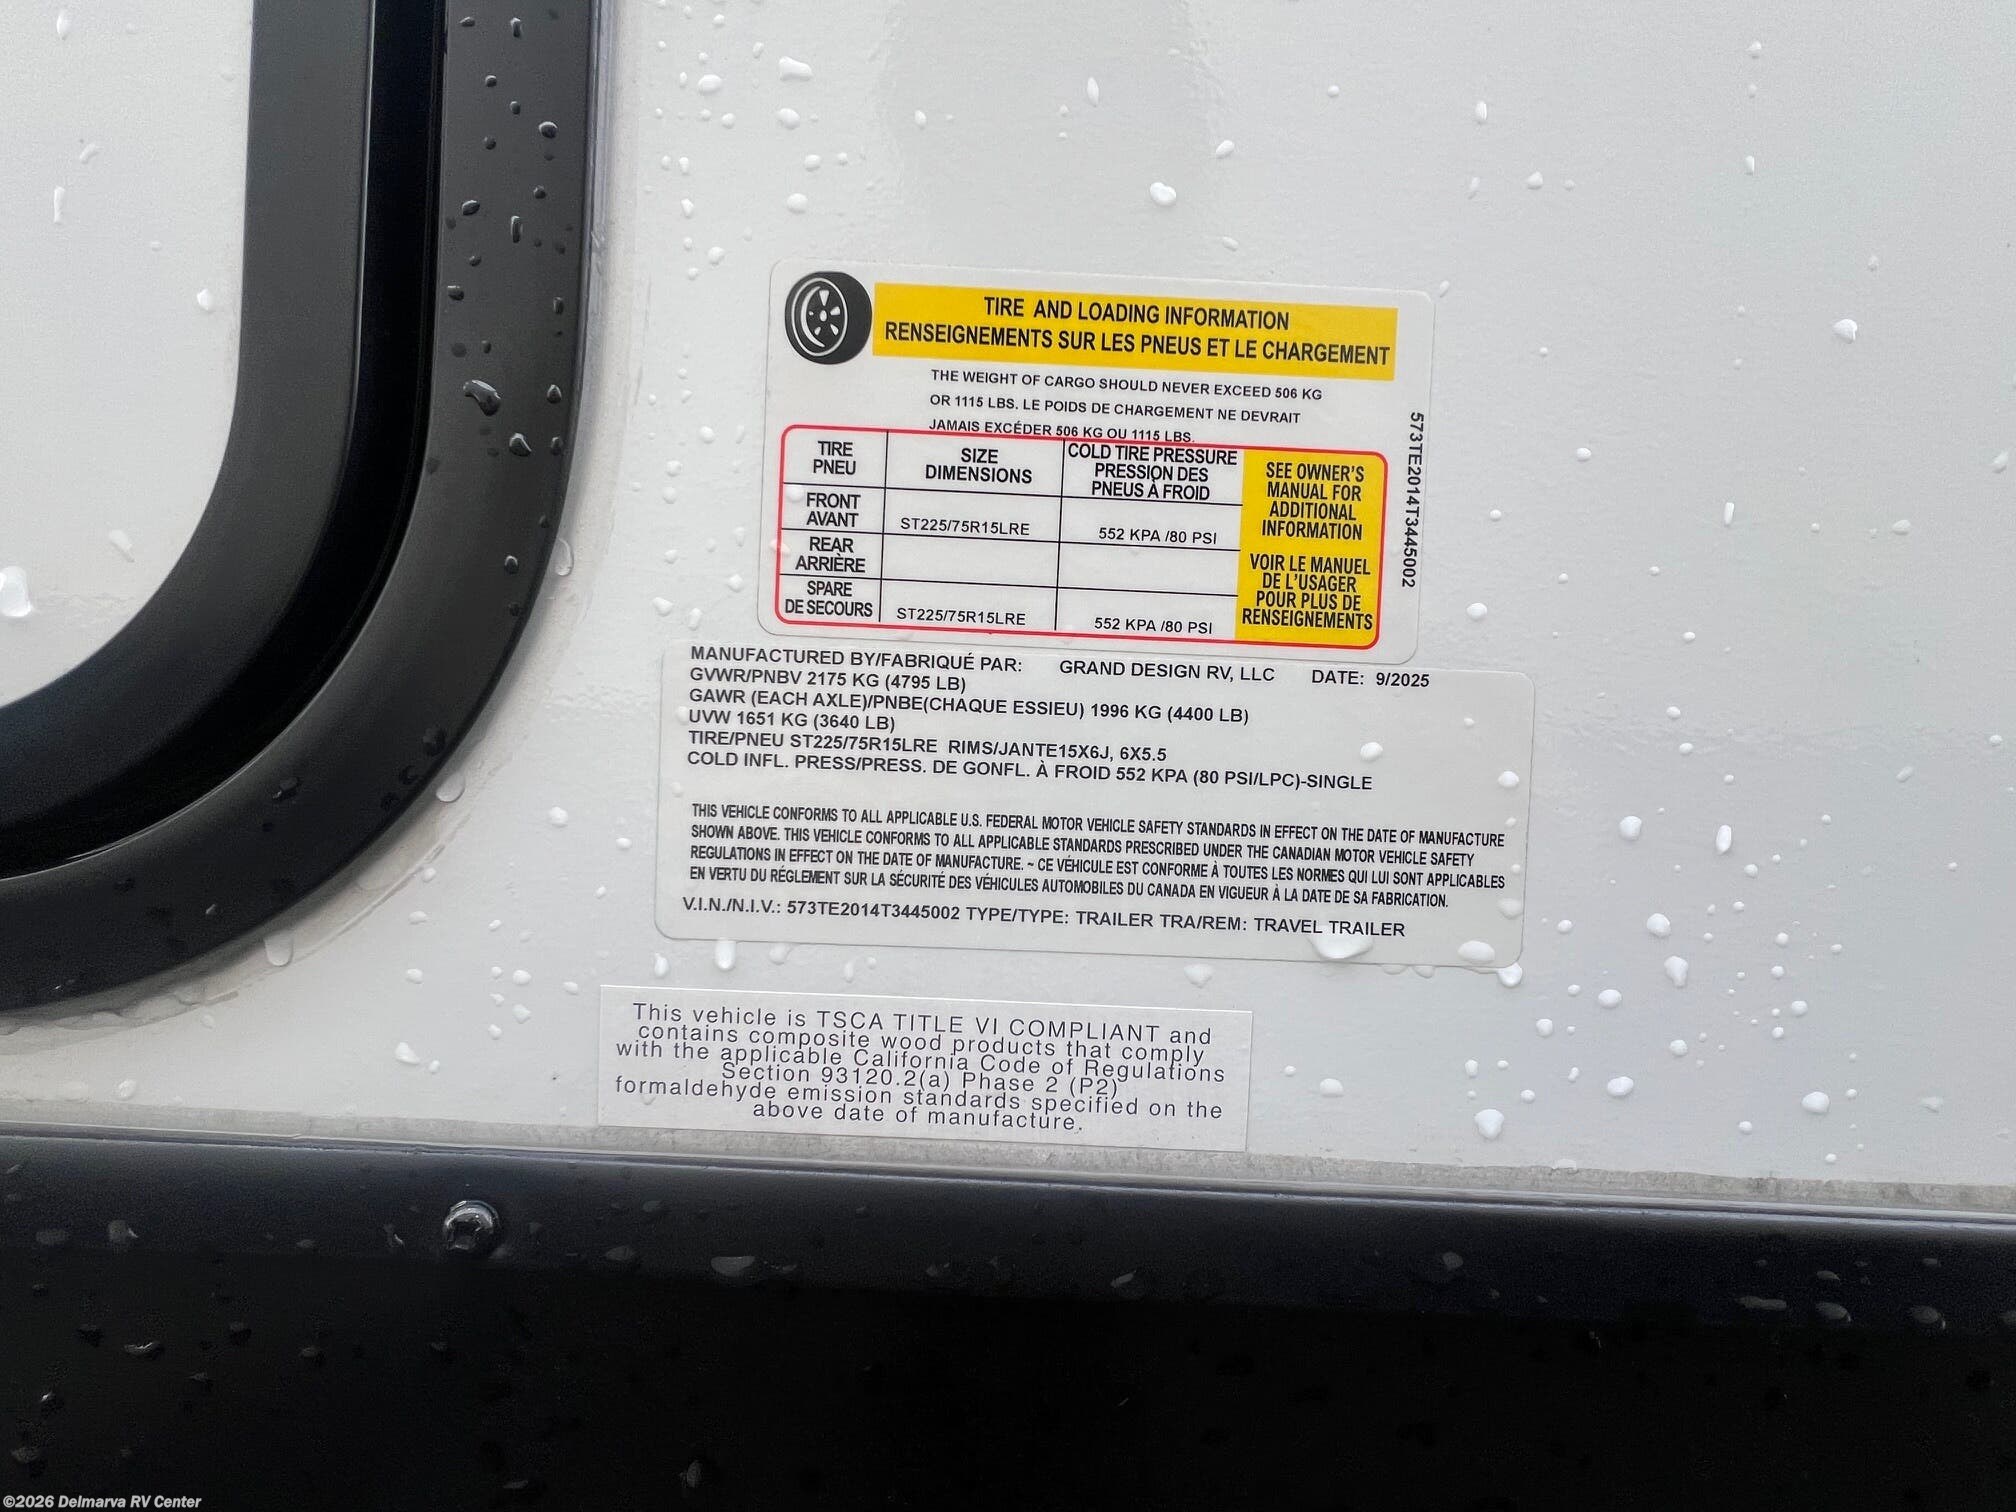 TIRE AND LOADING INFORMATION
RENSEIGNEMENTS SUR LES PNEUS ET LE CHARGEMENT
THE WEIGHT OF CARGO SHOULD NEVER EXCEED 506 KG
OR 1115 LBS. LE POIDS DE CHARGEMENT NE DEVRAIT
JAMAIS EXCÉDER 506 KG OU 1115 LBS.
TIRE
PNEU
SIZE
DIMENSIONS
COLD TIRE PRESSURE
PRESSION DES
PNEUS À FROID
FRONT
AVANT
ST225/75R15LRE
552 KPA /80 PSI
REAR
ARRIÈRE
SPARE
DE SECOURS
ST225/75R15LRE
552 KPA /80 PSI
SEE OWNER'S
MANUAL FOR
ADDITIONAL
INFORMATION
VOIR LE MANUEL
DE L'USAGER
POUR PLUS DE
RENSEIGNEMENTS
573TE2014T3445002
MANUFACTURED BY/FABRIQUÉ PAR: GRAND DESIGN RV, LLC DATE: 9/2025
GVWR/PNBV 2175 KG (4795 LB)
GAWR (EACH AXLE)/PNBE(CHAQUE ESSIEU) 1996 KG (4400 LB)
UVW 1651 KG (3640 LB)
TIRE/PNEU ST225/75R15LRE RIMS/JANTE15X6J, 6X5.5
COLD INFL. PRESS/PRESS. DE GONFL. À FROID 552 KPA (80 PSI/LPC)-SINGLE
THIS VEHICLE CONFORMS TO ALL APPLICABLE U.S. FEDERAL MOTOR VEHICLE SAFETY STANDARDS IN EFFECT ON THE DATE OF MANUFACTURE
SHOWN ABOVE. THIS VEHICLE CONFORMS TO ALL APPLICABLE STANDARDS PRESCRIBED UNDER THE CANADIAN MOTOR VEHICLE SAFETY
REGULATIONS IN EFFECT ON THE DATE OF MANUFACTURE. ~ CE VÉHICULE EST CONFORME À TOUTES LES NORMES QUI LUI SONT APPLICABLES
EN VERTU DU RÉGLEMENT SUR LA SÉCURITÉ DES VÉHICULES AUTOMOBILES DU CANADA EN VIGUEUR À LA DATE DE SA FABRICATION.
V.I.N./N.I.V.: 573TE2014T3445002 TYPE/TYPE: TRAILER TRA/REM: TRAVEL TRAILER
This vehicle is TSCA TITLE VI COMPLIANT and
contains composite wood products that comply
with the applicable California Code of Regulations
Section 93120.2(a) Phase 2 (P2)
formaldehyde emission standards specified on the
above date of manufacture.
©2026 Delmarva RV Center